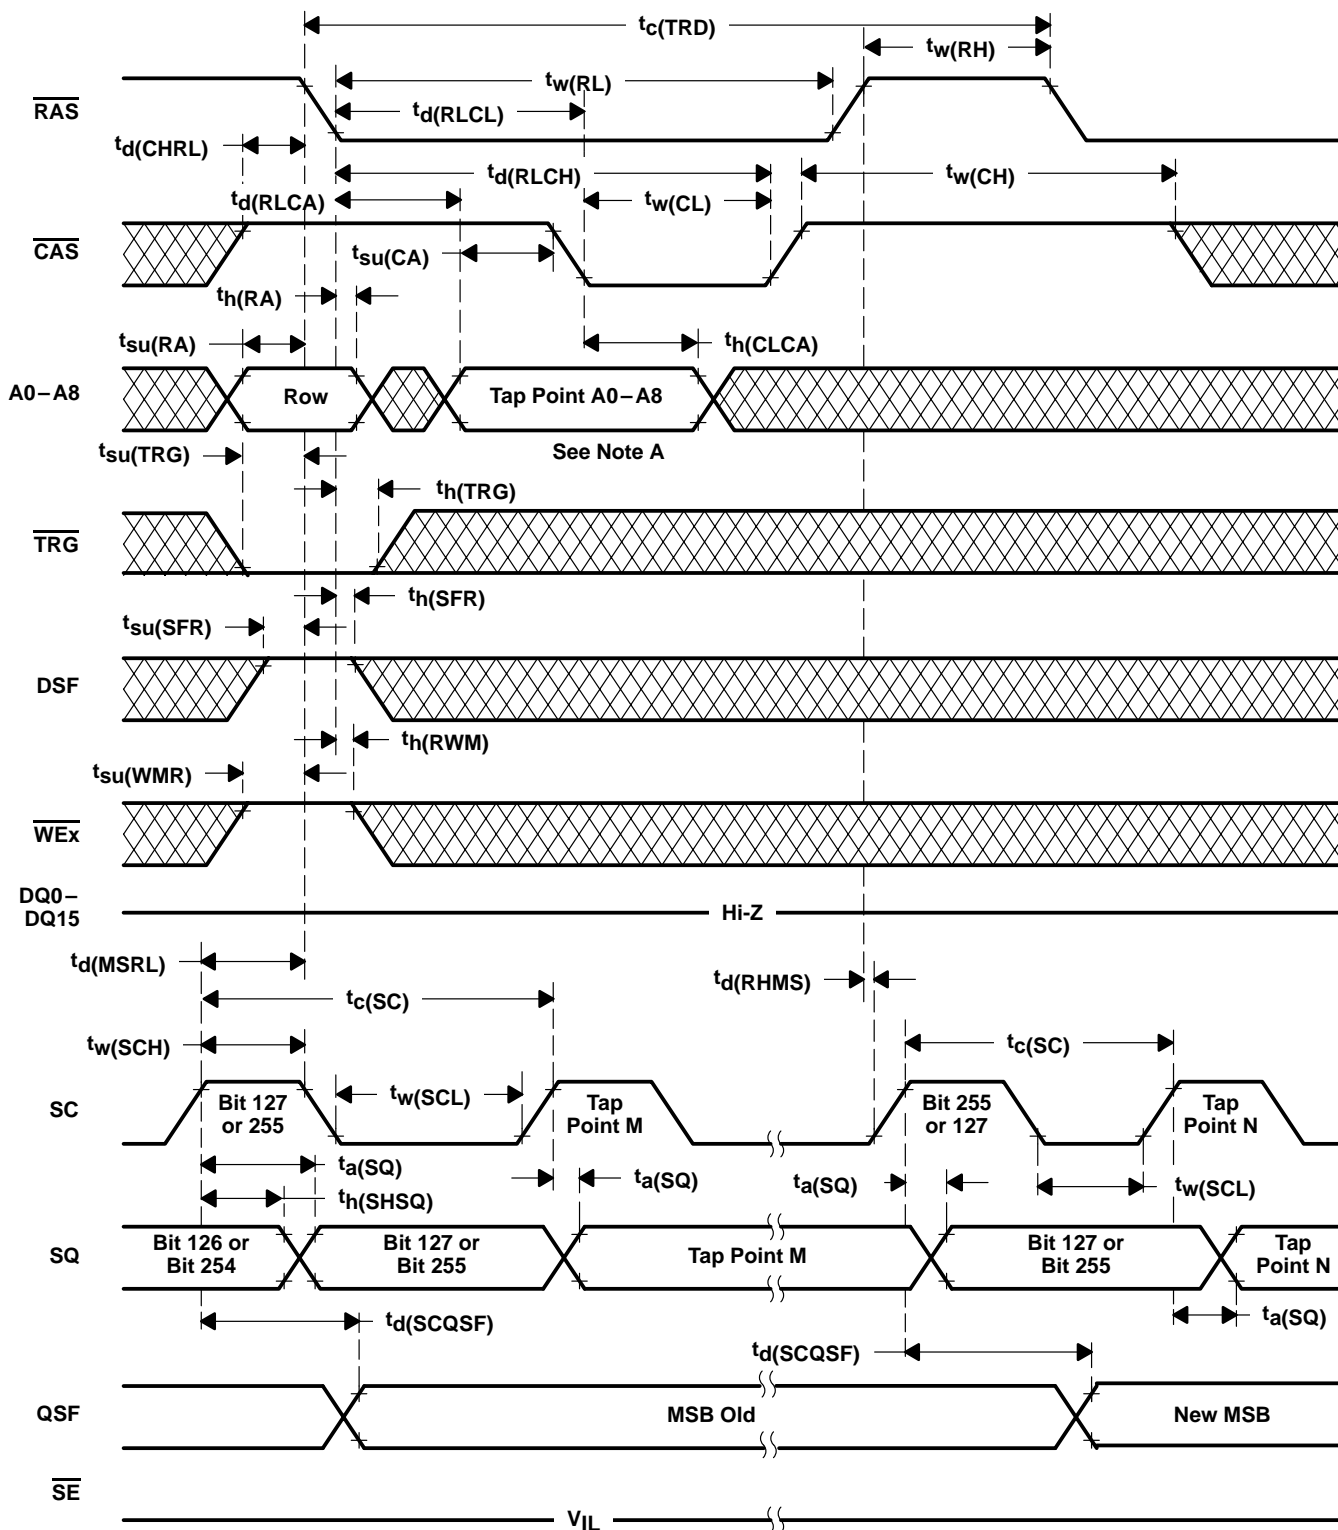 tc(TRD)
tw(RH)
tw(RL)
RAS
td(RLCL)
td(CHRL)
td(RLCH)
tw(CH)
td(RLCA)
tw(CL)
CAS
tsu(CA)
th(RA)
tsu(RA)
th(CLCA)
A0–A8
Row
Tap Point A0–A8
tsu(TRG)
See Note A
th(TRG)
TRG
th(SFR)
tsu(SFR)
DSF
th(RWM)
tsu(WMR)
WEx
DQ0–
DQ15
Hi-Z
td(MSRL)
td(RHMS)
tc(SC)
tw(SCH)
tc(SC)
SC
Bit 127
or 255
tw(SCL)
Tap
Point M
Bit 255
or 127
Tap
Point N
ta(SQ)
ta(SQ)
ta(SQ)
tw(SCL)
th(SHSQ)
SQ
Bit 126 or
Bit 254
Bit 127 or
Bit 255
Tap Point M
Bit 127 or
Bit 255
Tap
Point N
td(SCQSF)
ta(SQ)
td(SCQSF)
QSF
MSB Old
New MSB
SE
VIL